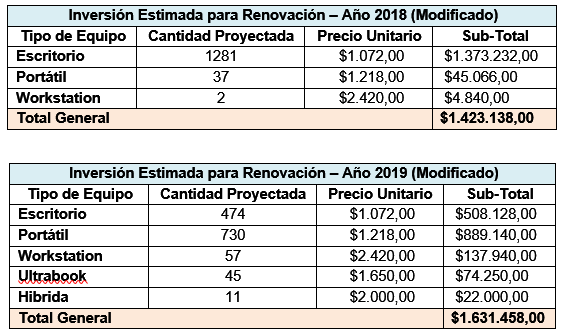 Inversión Estimada para Renovación – Año 2018 (Modificado)
Tipo de Equipo Cantidad Proyectada Precio Unitario Sub-Total
Escritorio 1281 $1.072,00 $1.373.232,00
Portátil 37 $1.218,00 $45.066,00
Workstation 2 $2.420,00 $4.840,00
Total General $1.423.138,00
Inversión Estimada para Renovación – Año 2019 (Modificado)
Tipo de Equipo Cantidad Proyectada Precio Unitario Sub-Total
Escritorio 474 $1.072,00 $508.128,00
Portátil 730 $1.218,00 $889.140,00
Workstation 57 $2.420,00 $137.940,00
Ultrabook 45 $1.650,00 $74.250,00
Hibrida 11 $2.000,00 $22.000,00
Total General $1.631.458,00